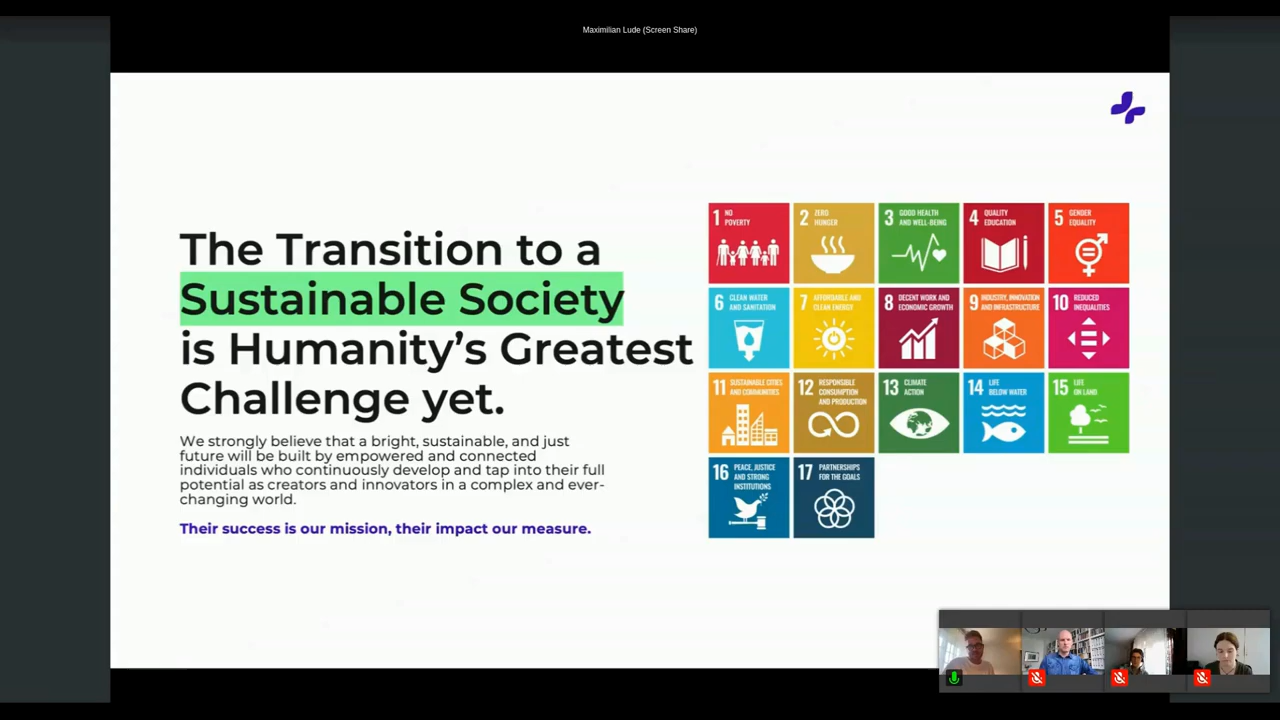 Maximilian Lude (Screen Share)
The Transition to a
Sustainable Society
is Humanity's Greatest
Challenge yet.
We strongly believe that a bright, sustainable, and just
future will be built by empowered and connected
individuals who continuously develop and tap into their full
potential as creators and innovators in a complex and ever-
changing world.
Their success is our mission, their impact our measure.
1 NO
POVERTY
2 ZERO
HUNGER
3 GOOD HEALTH
AND WELL-BEING
4 QUALITY
EDUCATION
5 GENDER
EQUALITY
6 CLEAN WATER
AND SANITATION
7 AFFORDABLE AND
CLEAN ENERGY
8 DECENT WORK AND
ECONOMIC GROWTH
9 INDUSTRY, INNOVATION
AND INFRASTRUCTURE
10 REDUCED
INEQUALITIES
11 SUSTAINABLE CITIES
AND COMMUNITIES
12 RESPONSIBLE
CONSUMPTION
AND PRODUCTION
13 CLIMATE
ACTION
14 LIFE
BELOW WATER
15 LIFE
ON LAND
16 PEACE, JUSTICE
AND STRONG
INSTITUTIONS
17 PARTNERSHIPS
FOR THE GOALS